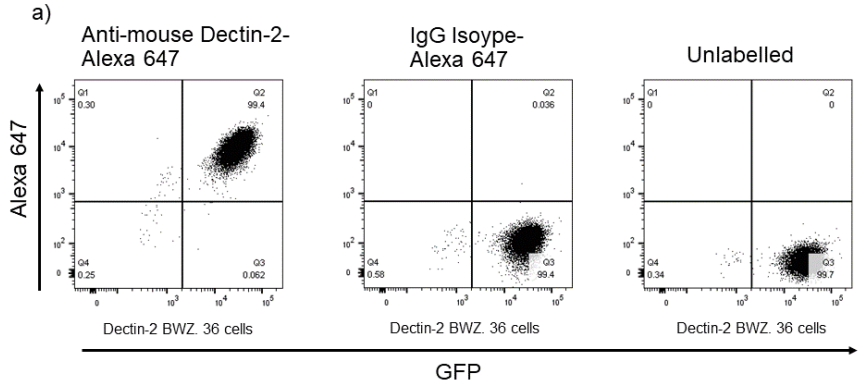 a)
Anti-mouse Dectin-2-
Alexa 647
IgG Isoype-
Alexa 647
Unlabelled
Alexa 647
Q1
0.30
Q2
99.4
Q4
0.25
Q3
0.062
10^5
10^4
10^3
10^2
0
0
10^3
10^4
10^5
Dectin-2 BWZ. 36 cells
Q1
0
Q2
0.036
Q4
0.58
Q3
99.4
10^5
10^4
10^3
10^2
0
0
10^3
10^4
10^5
Dectin-2 BWZ. 36 cells
Q1
0
Q2
0
Q4
0.34
Q3
99.7
10^5
10^4
10^3
10^2
0
0
10^3
10^4
10^5
Dectin-2 BWZ. 36 cells
GFP